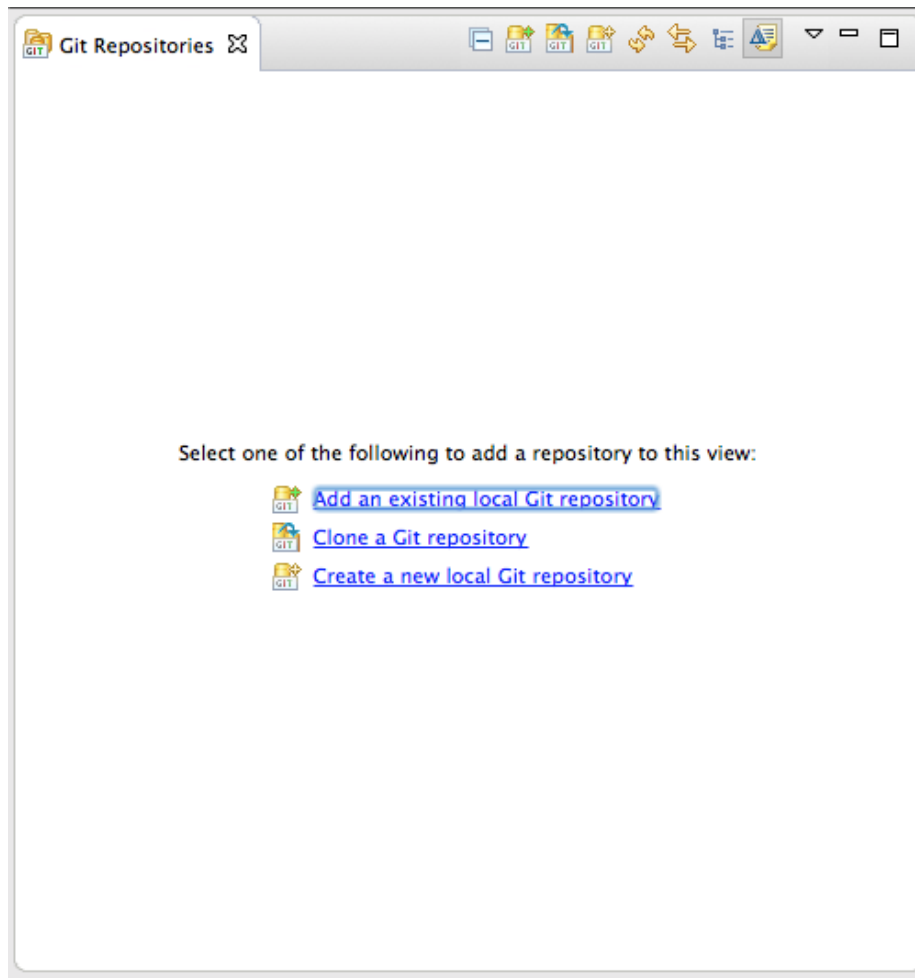 Git Repositories
Select one of the following to add a repository to this view:
Add an existing local Git repository
Clone a Git repository
Create a new local Git repository